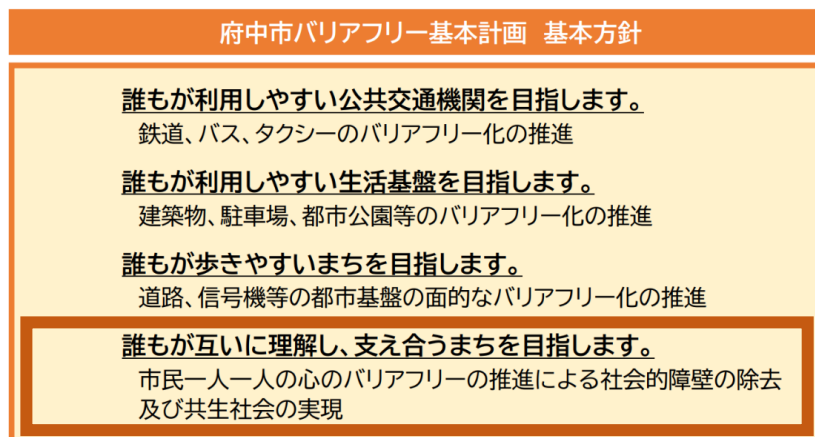 府中市バリアフリー基本計画　基本方針
誰もが利用しやすい公共交通機関を目指します。
鉄道、バス、タクシーのバリアフリー化の推進
誰もが利用しやすい生活基盤を目指します。
建築物、駐車場、都市公園等のバリアフリー化の推進
誰もが歩きやすいまちを目指します。
道路、信号機等の都市基盤の面的なバリアフリー化の推進
誰もが互いに理解し、支え合うまちを目指します。
市民一人一人の心のバリアフリーの推進による社会的障壁の除去
及び共生社会の実現